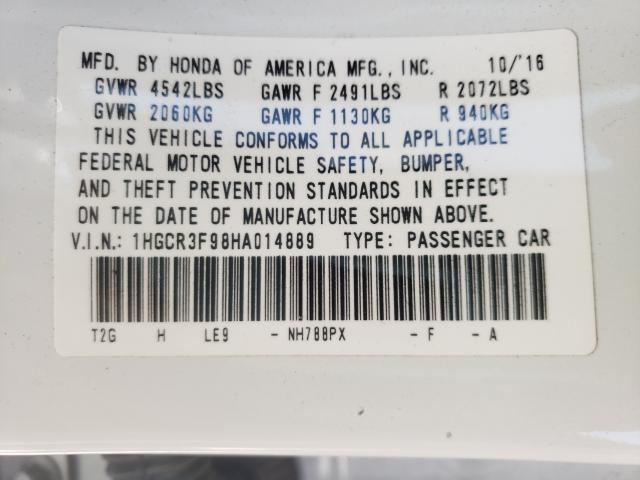 MFD. BY HONDA OF AMERICA MFG., INC. 10/'16
GVWR 4542LBS GAWR F 2491LBS R 2072LBS
GVWR 2060KG GAWR F 1130KG R 940KG
THIS VEHICLE CONFORMS TO ALL APPLICABLE
FEDERAL MOTOR VEHICLE SAFETY, BUMPER,
AND THEFT PREVENTION STANDARDS IN EFFECT
ON THE DATE OF MANUFACTURE SHOWN ABOVE.
V.I.N.: 1HGCR3F98HA014889 TYPE: PASSENGER CAR
T2G H LE9 - NH788PX - F - A